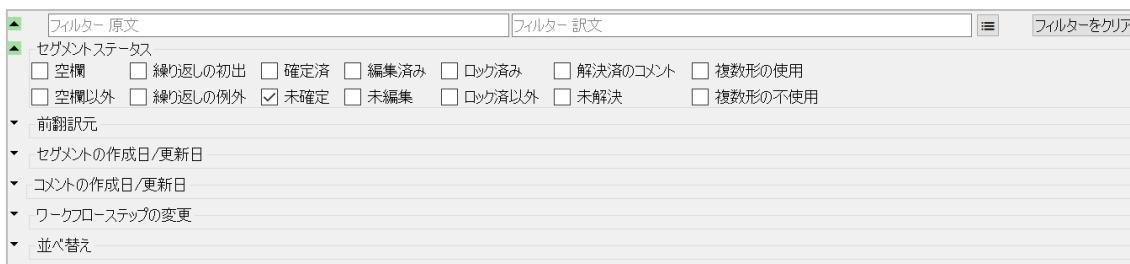 フィルター 原文 フィルター 訳文 フィルターをクリア
セグメントステータス
空欄 繰り返しの初出 確定済 編集済み ロック済み 解決済のコメント 複数形の使用
空欄以外 繰り返しの例外 未確定 未編集 ロック済以外 未解決 複数形の不使用
前翻訳元
セグメントの作成日/更新日
コメントの作成日/更新日
ワークフローステップの変更
並べ替え